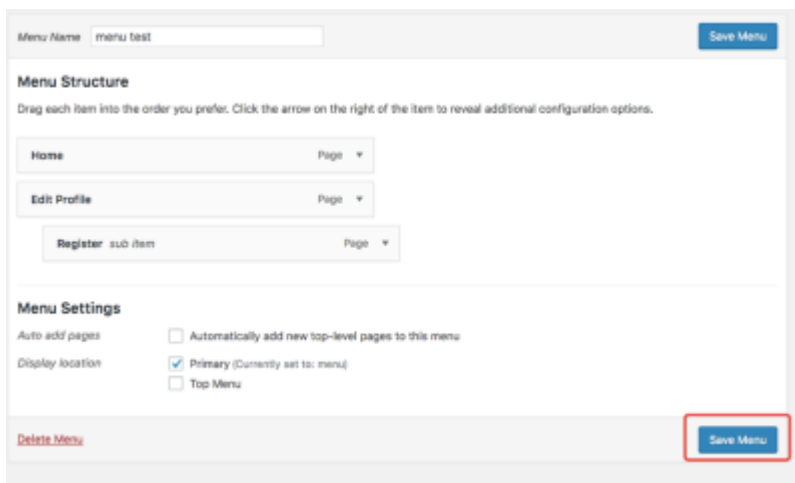 Menu Name menu test Save Menu
Menu Structure
Drag each item into the order you prefer. Click the arrow on the right of the item to reveal additional configuration options.
Home Page ▼
Edit Profile Page ▼
Register sub item Page ▼
Menu Settings
Auto add pages Automatically add new top-level pages to this menu
Display location Primary (Currently set to: menu)
Top Menu
Delete Menu Save Menu